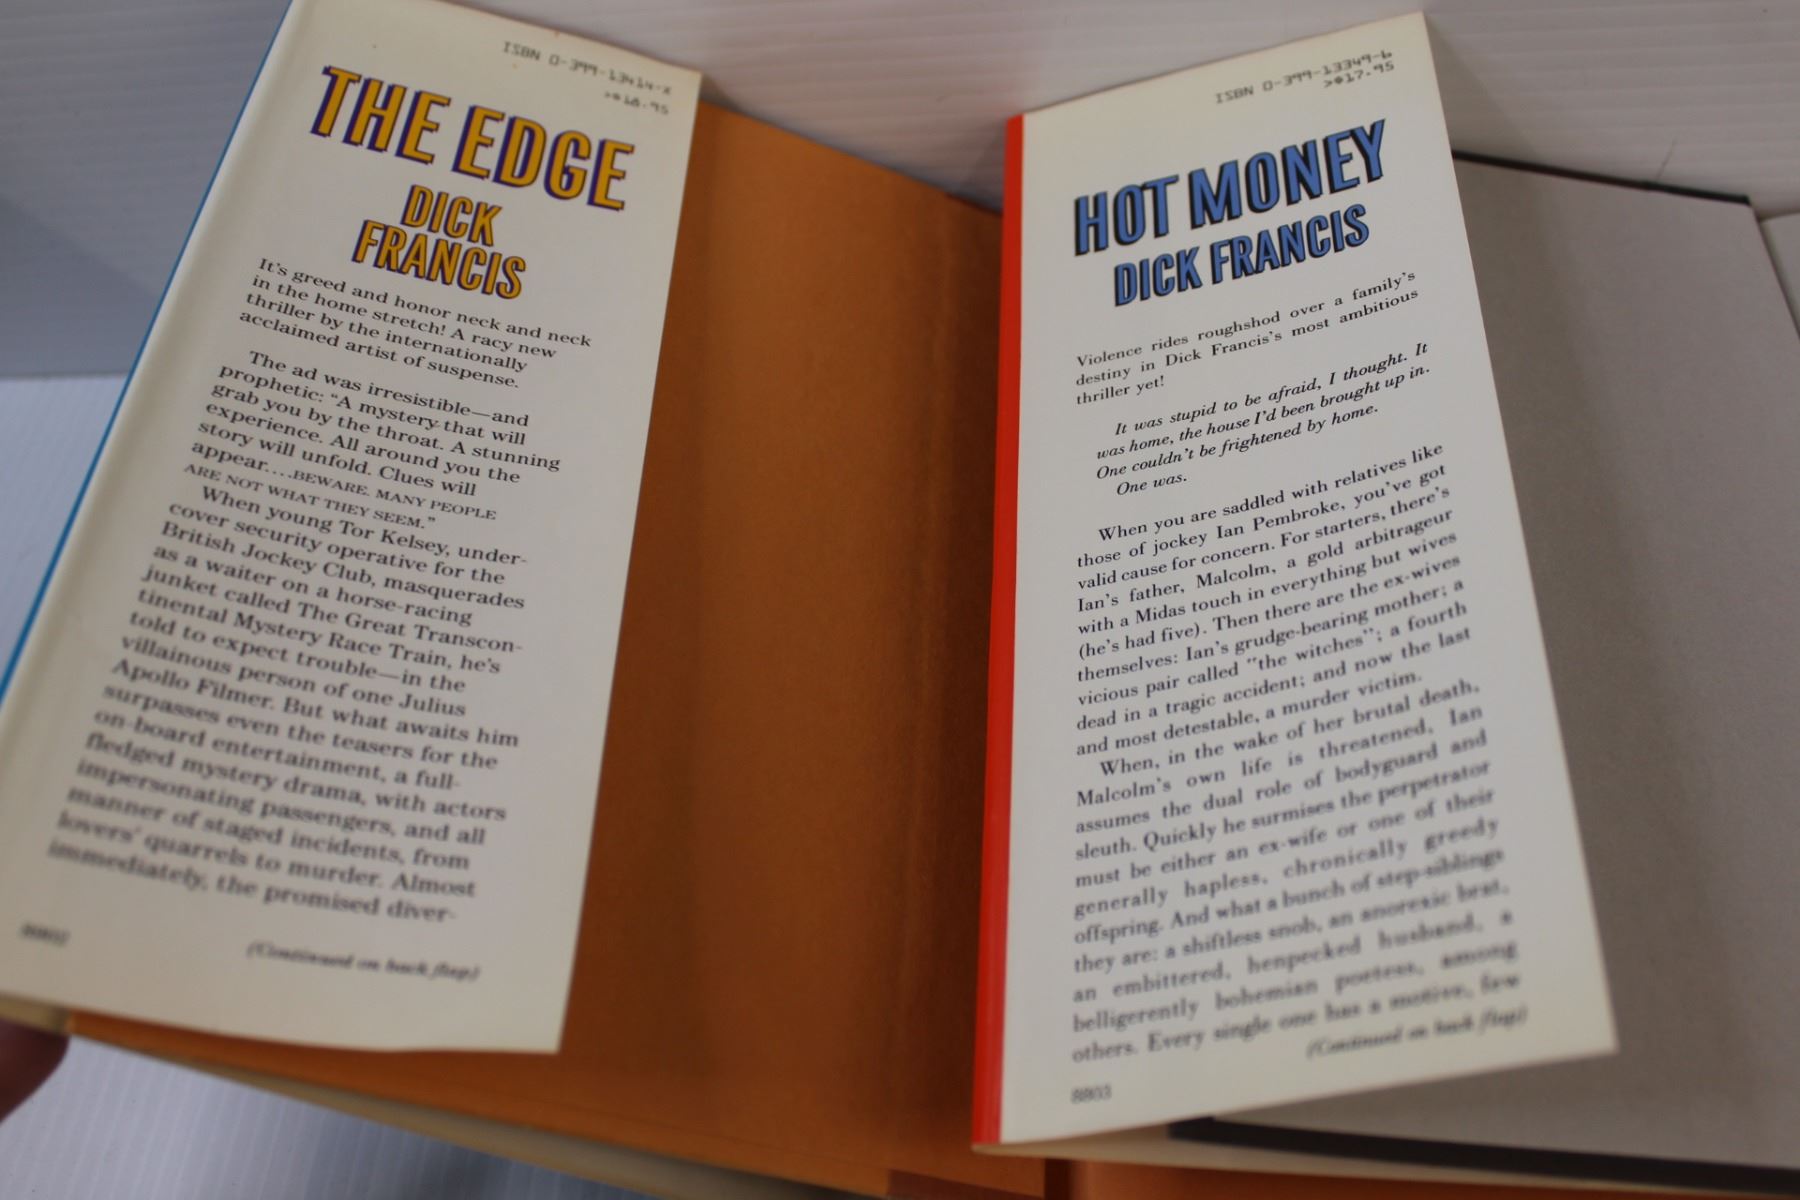 ISBN 0-399-13414-X
>$18.95
THE EDGE
DICK
FRANCIS
It's greed and honor neck and neck
in the home stretch! A racy new
thriller by the internationally
acclaimed artist of suspense.
The ad was irresistible—and
prophetic: “A mystery that will
grab you by the throat. A stunning
experience. All around you the
story will unfold. Clues will
appear....BEWARE. MANY PEOPLE
ARE NOT WHAT THEY SEEM.”
When young Tor Kelsey, under-
cover security operative for the
British Jockey Club, masquerades
as a waiter on a horse-racing
junket called The Great Transcon-
tinental Mystery Race Train, he's
told to expect trouble—in the
villainous person of one Julius
Apollo Filmer. But what awaits him
surpasses even the teasers for the
on-board entertainment, a full-
fledged mystery drama, with actors
impersonating passengers, and all
manner of staged incidents, from
lovers' quarrels to murder. Almost
immediately, the promised diver-
(Continued on back flap)
ISBN 0-399-13349-6
>$17.95
HOT MONEY
DICK FRANCIS
Violence rides roughshod over a family's
destiny in Dick Francis's most ambitious
thriller yet!
It was stupid to be afraid, I thought. It
was home, the house I'd been brought up in.
One couldn't be frightened by home.
One was.
When you are saddled with relatives like
those of jockey Ian Pembroke, you've got
valid cause for concern. For starters, there's
Ian's father, Malcolm, a gold arbitrageur
with a Midas touch in everything but wives
(he's had five). Then there are the ex-wives
themselves: Ian's grudge-bearing mother; a
vicious pair called "the witches"; a fourth
dead in a tragic accident; and now the last
and most detestable, a murder victim.
When, in the wake of her brutal death,
Malcolm's own life is threatened, Ian
assumes the dual role of bodyguard and
sleuth. Quickly he surmises the perpetrator
must be either an ex-wife or one of their
generally hapless, chronically greedy
offspring. And what a bunch of step-siblings
they are: a shiftless snob, an anorexic brat,
an embittered, henpecked husband, a
belligerently bohemian poetess, among
others. Every single one has a motive, few
(Continued on back flap)
8803